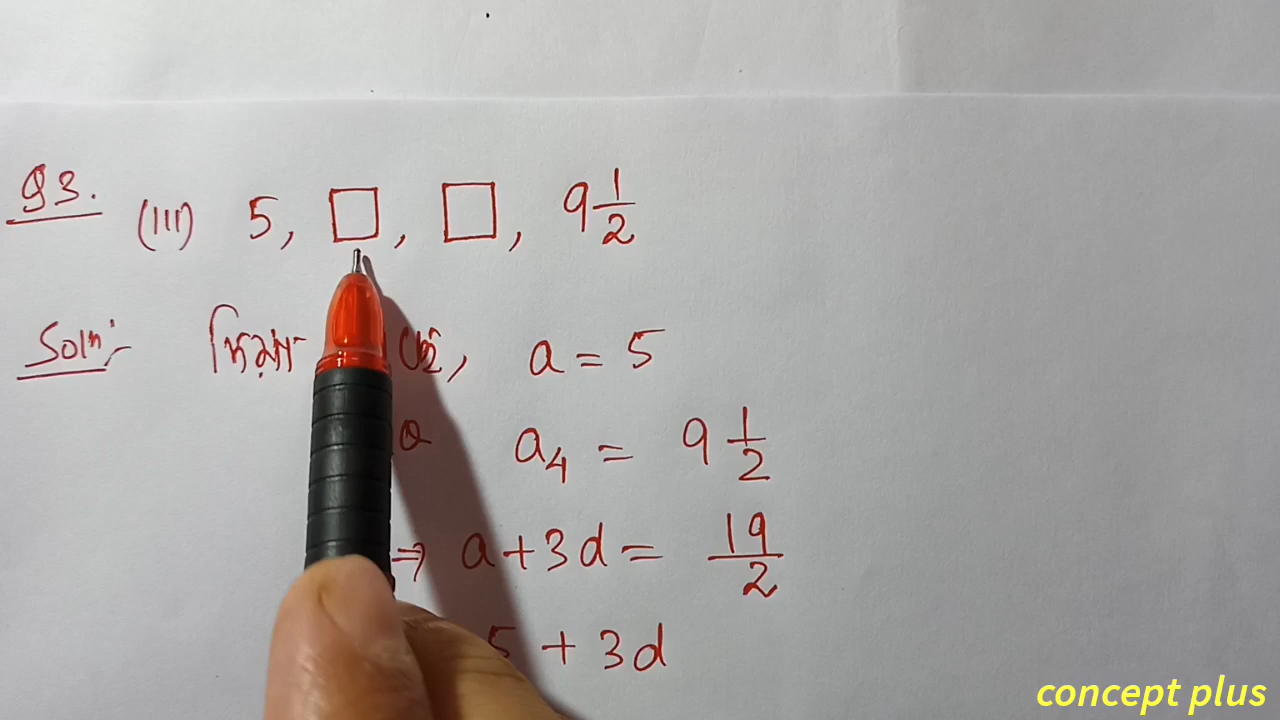 Q3.
(III) 5, □, □, 9 1/2
Soln:- a = 5
a₄ = 9 1/2
⇒ a + 3d = 19/2
5 + 3d
concept plus